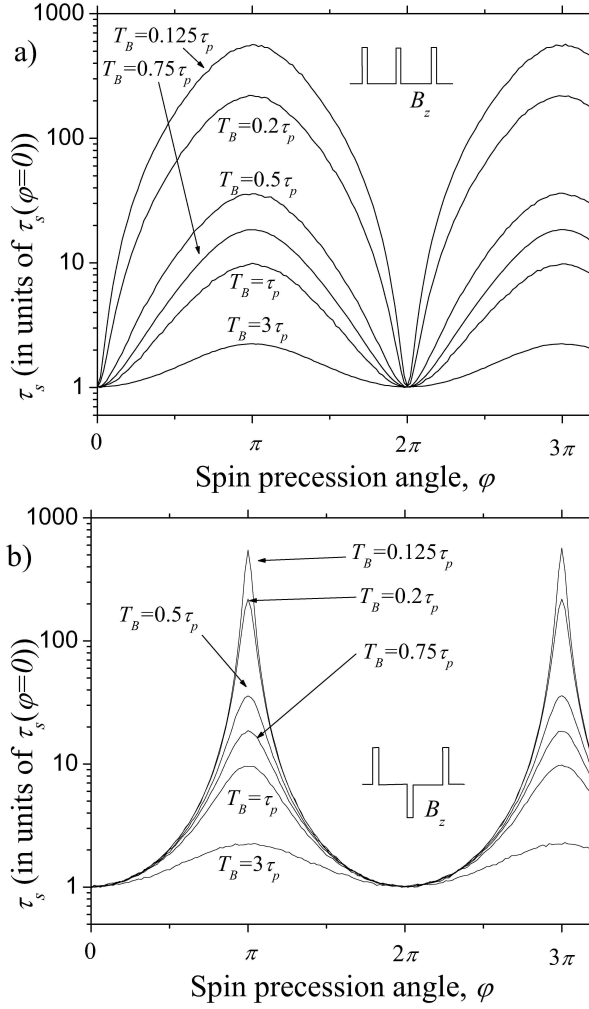 a)
1000
100
10
1
τs (in units of τs(φ=0))
TB=0.125τp
TB=0.75τp
TB=0.2τp
TB=0.5τp
TB=τp
TB=3τp
Bz
0 π 2π 3π
Spin precession angle, φ
b)
1000
100
10
1
τs (in units of τs(φ=0))
TB=0.125τp
TB=0.2τp
TB=0.5τp
TB=0.75τp
TB=τp
TB=3τp
Bz
0 π 2π 3π
Spin precession angle, φ